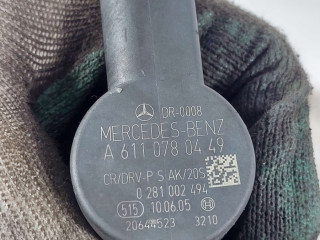 DR-0008
MERCEDES-BENZ
A 611 078 04 49
CR/DRV-P S AK/20S
0 281 002 494
515 10.06.05
20644523 3210